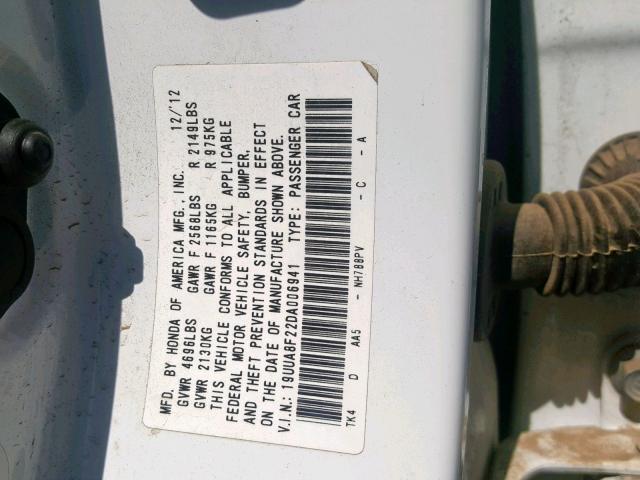 MFD. BY HONDA OF AMERICA MFG., INC. 12/'12
GVWR 4696LBS GAWR F 2568LBS R 2149LBS
GVWR 2130KG GAWR F 1165KG R 975KG
THIS VEHICLE CONFORMS TO ALL APPLICABLE
FEDERAL MOTOR VEHICLE SAFETY, BUMPER,
AND THEFT PREVENTION STANDARDS IN EFFECT
ON THE DATE OF MANUFACTURE SHOWN ABOVE.
V.I.N.: 19UUA8F22DA006941 TYPE: PASSENGER CAR
TK4 D AA5 - NH788PV - C - A